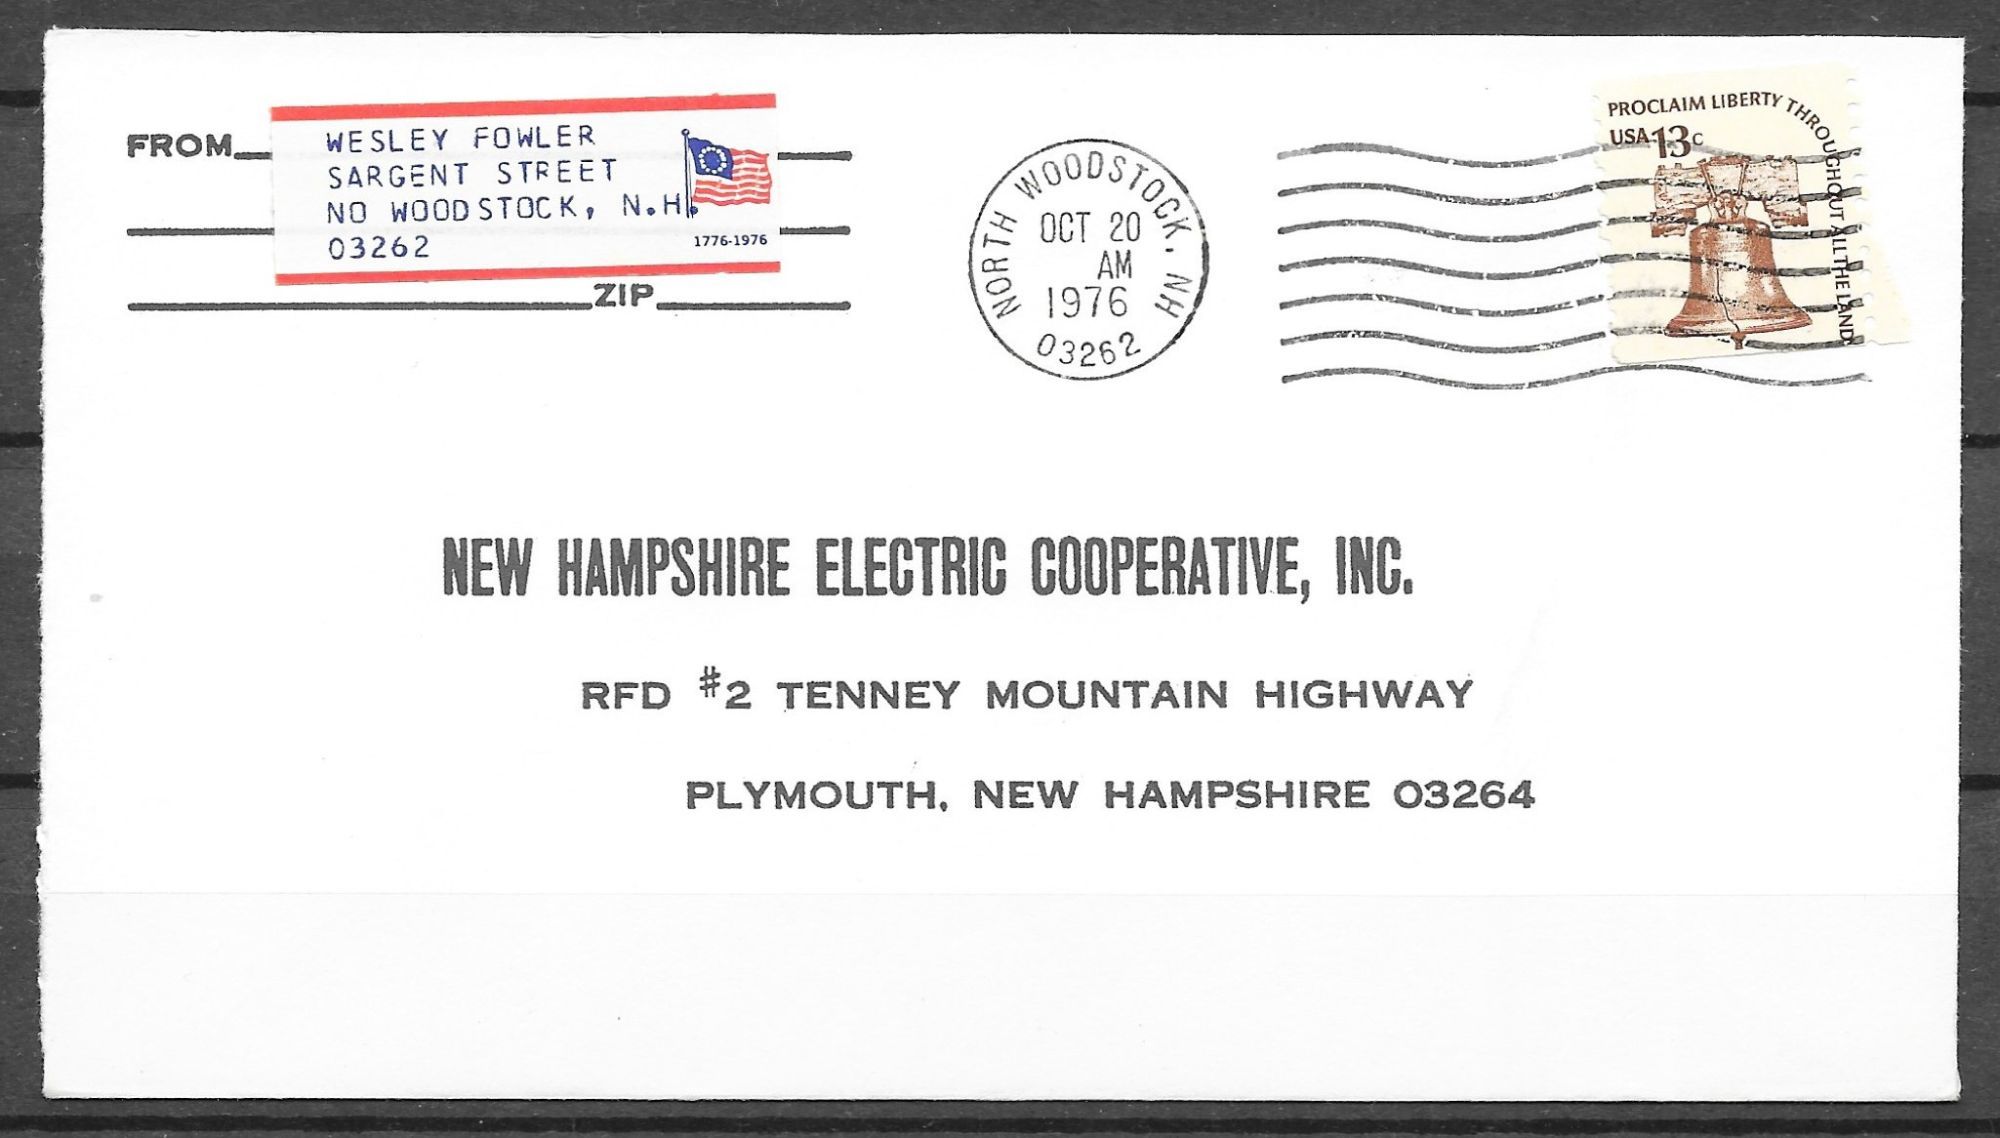 FROM
WESLEY FOWLER
SARGENT STREET
NO WOODSTOCK, N.H.
03262
1776-1976
ZIP
NORTH WOODSTOCK, NH
OCT 20
AM
1976
03262
PROCLAIM LIBERTY THROUGHOUT ALL THE LAND
USA 13c
NEW HAMPSHIRE ELECTRIC COOPERATIVE, INC.
RFD #2 TENNEY MOUNTAIN HIGHWAY
PLYMOUTH, NEW HAMPSHIRE 03264